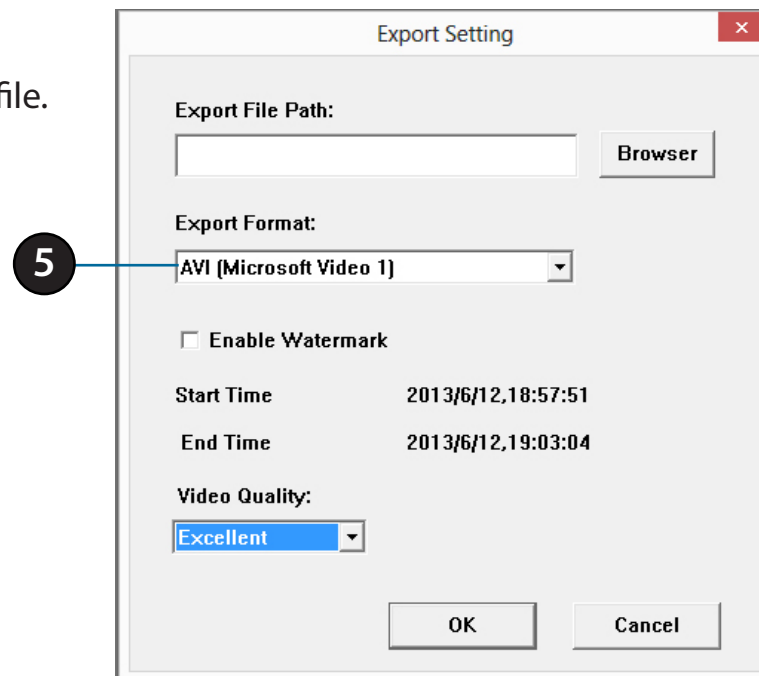 Export Setting
file.
Export File Path:
Browser
Export Format:
5
AVI (Microsoft Video 1)
Enable Watermark
Start Time 2013/6/12,18:57:51
End Time 2013/6/12,19:03:04
Video Quality:
Excellent
OK Cancel